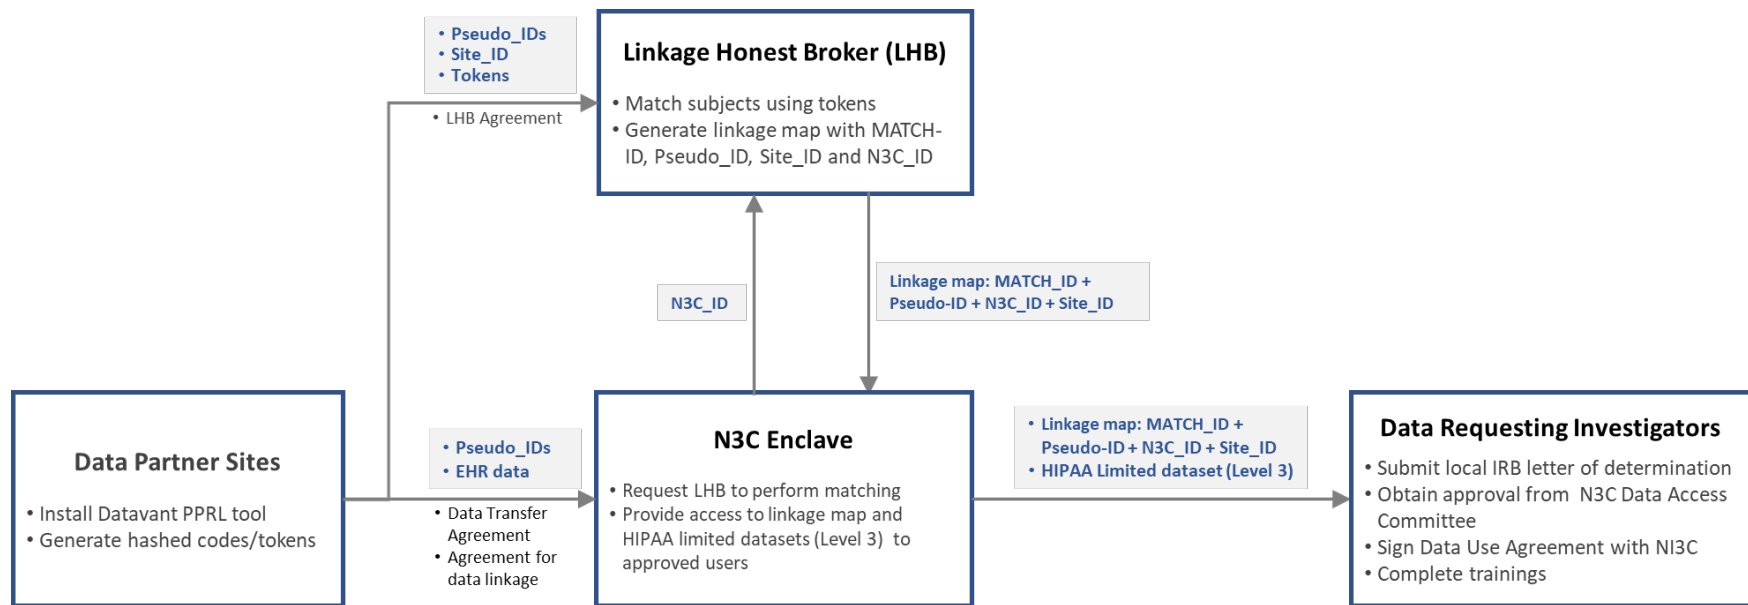 • Pseudo_IDs
• Site_ID
• Tokens
• LHB Agreement
Linkage Honest Broker (LHB)
• Match subjects using tokens
• Generate linkage map with MATCH-
ID, Pseudo_ID, Site_ID and N3C_ID
N3C_ID
Linkage map: MATCH_ID +
Pseudo-ID + N3C_ID + Site_ID
Data Partner Sites
• Install Datavant PPRL tool
• Generate hashed codes/tokens
• Pseudo_IDs
• EHR data
• Data Transfer
Agreement
• Agreement for
data linkage
N3C Enclave
• Request LHB to perform matching
• Provide access to linkage map and
HIPAA limited datasets (Level 3) to
approved users
• Linkage map: MATCH_ID +
Pseudo-ID + N3C_ID + Site_ID
• HIPAA Limited dataset (Level 3)
Data Requesting Investigators
• Submit local IRB letter of determination
• Obtain approval from N3C Data Access
Committee
• Sign Data Use Agreement with NI3C
• Complete trainings